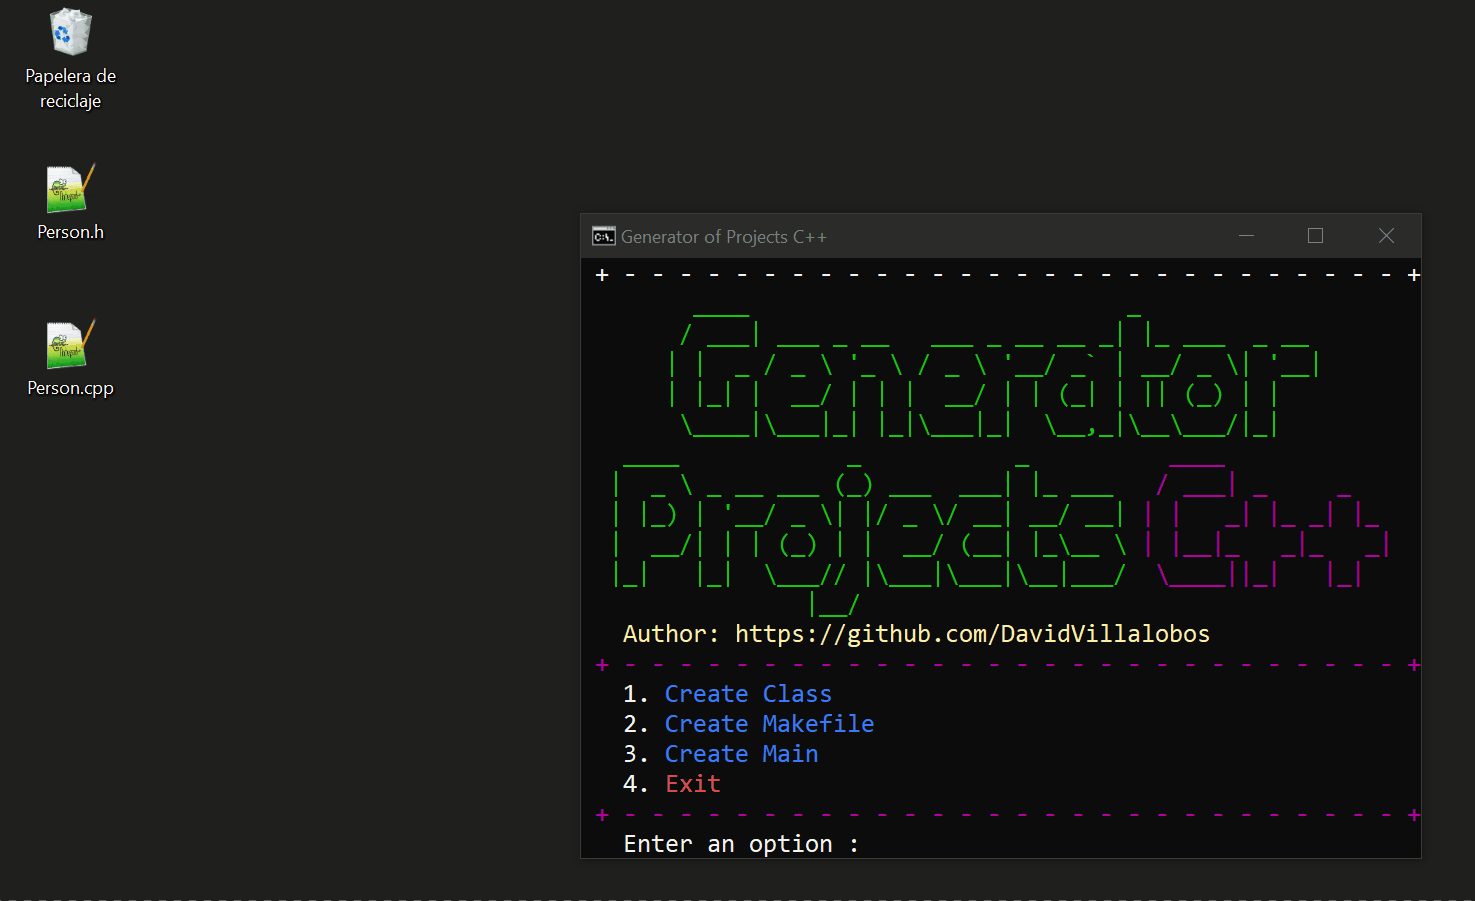 Papelera de
reciclaje
Person.h
Person.cpp
Generator of Projects C++
Generator
Projects C++
Author: https://github.com/DavidVillalobos
1. Create Class
2. Create Makefile
3. Create Main
4. Exit
Enter an option :